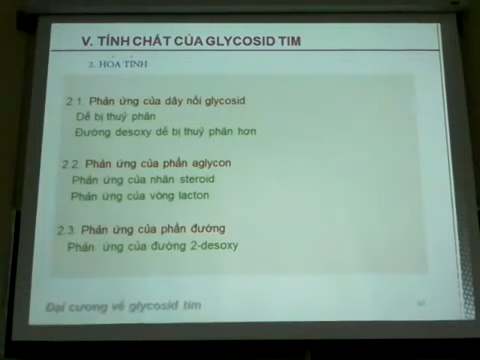 V. TÍNH CHẤT CỦA GLYCOSID TIM
2. HÓA TÍNH
2.1. Phản ứng của dây nối glycosid
Dễ bị thuỷ phân
Đường desoxy dễ bị thuỷ phân hơn
2.2. Phản ứng của phần aglycon
Phản ứng của nhân steroid
Phản ứng của vòng lacton
2.3. Phản ứng của phần đường
Phản ứng của đường 2-desoxy
Đại cương về glycosid tim